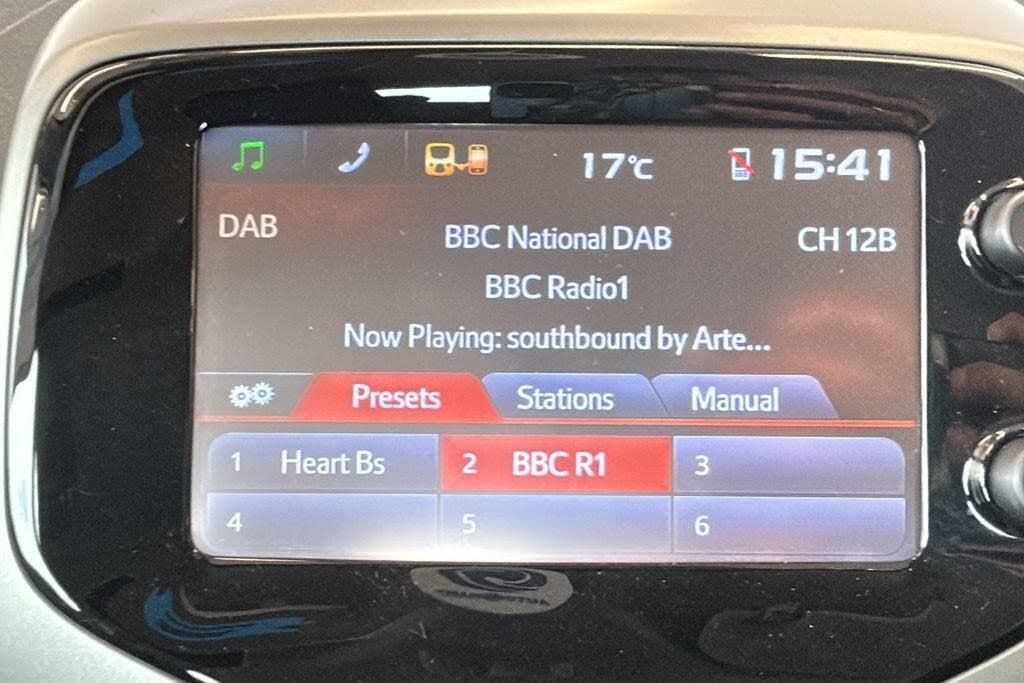 17°C 15:41
DAB BBC National DAB CH 12B
BBC Radio1
Now Playing: southbound by Arte...
Presets Stations Manual
1 Heart Bs 2 BBC R1 3
4 5 6